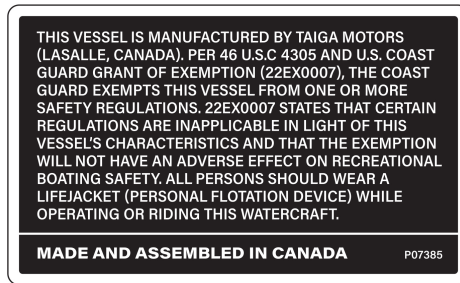 THIS VESSEL IS MANUFACTURED BY TAIGA MOTORS
(LASALLE, CANADA). PER 46 U.S.C 4305 AND U.S. COAST
GUARD GRANT OF EXEMPTION (22EX0007), THE COAST
GUARD EXEMPTS THIS VESSEL FROM ONE OR MORE
SAFETY REGULATIONS. 22EX0007 STATES THAT CERTAIN
REGULATIONS ARE INAPPLICABLE IN LIGHT OF THIS
VESSEL'S CHARACTERISTICS AND THAT THE EXEMPTION
WILL NOT HAVE AN ADVERSE EFFECT ON RECREATIONAL
BOATING SAFETY. ALL PERSONS SHOULD WEAR A
LIFEJACKET (PERSONAL FLOTATION DEVICE) WHILE
OPERATING OR RIDING THIS WATERCRAFT.
MADE AND ASSEMBLED IN CANADA P07385